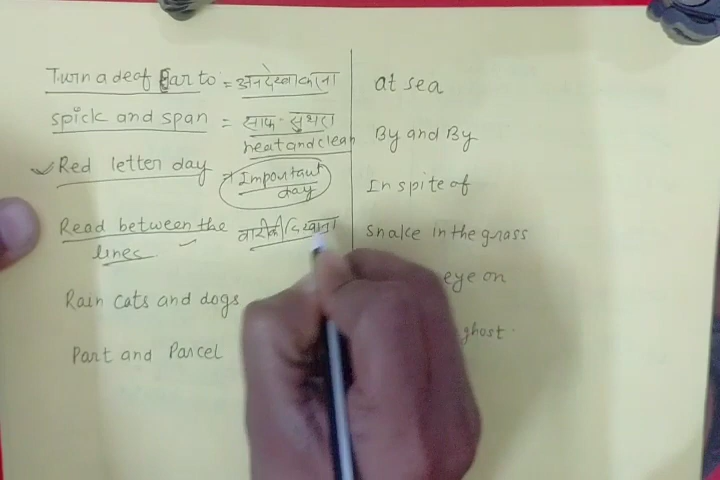 Turn a deaf Ear to = अनदेखा करना
spick and span = साफ-सुथरा
neat and clean
Red letter day → Important day
Read between the lines बारीकी
Rain cats and dogs
Part and Parcel
at sea
By and By
In spite of
Snake in the grass
eye on
ghost.